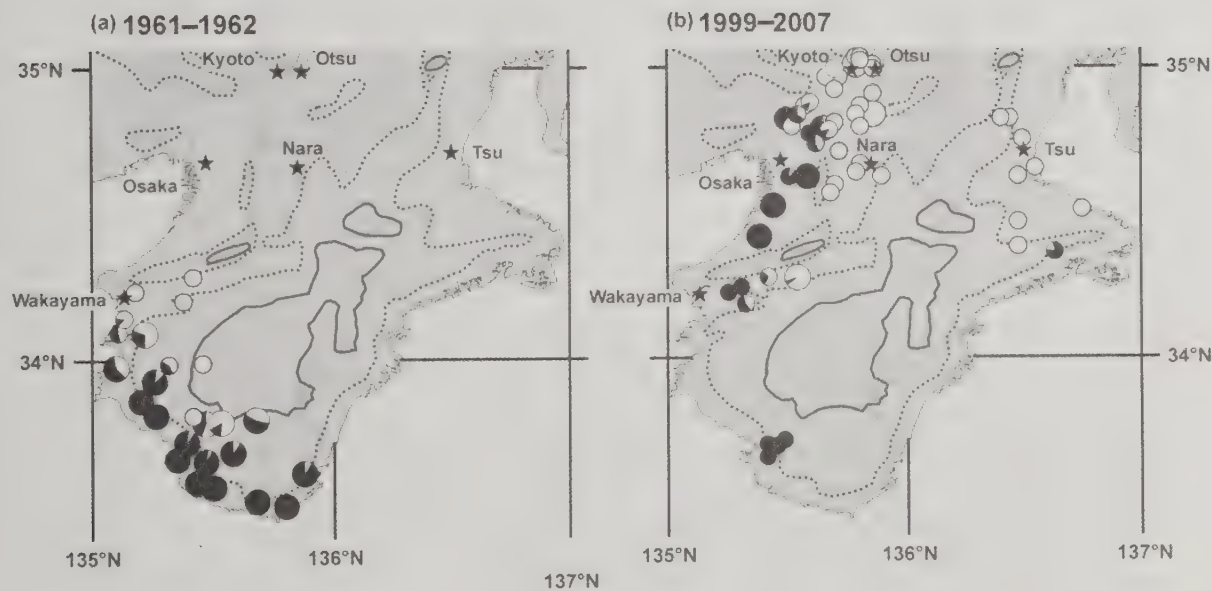 (a) 1961–1962
(b) 1999–2007
Kyoto
Otsu
35°N
Nara
Tsu
Osaka
Wakayama
34°N
135°N
136°N
137°N
Kyoto
Otsu
35°N
Nara
Tsu
Osaka
Wakayama
34°N
135°N
136°N
137°N